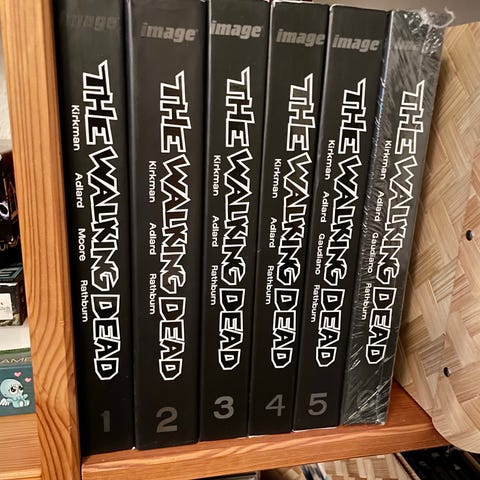 image
THE WALKING DEAD
Kirkman Adlard Moore Rathburn
1
image
THE WALKING DEAD
Kirkman Adlard Rathburn
2
image
THE WALKING DEAD
Kirkman Adlard Rathburn
3
image
THE WALKING DEAD
Kirkman Adlard Rathburn
4
image
THE WALKING DEAD
Kirkman Adlard Gaudiano Rathburn
5
THE WALKING DEAD
Kirkman Adlard Gaudiano Rathburn
6